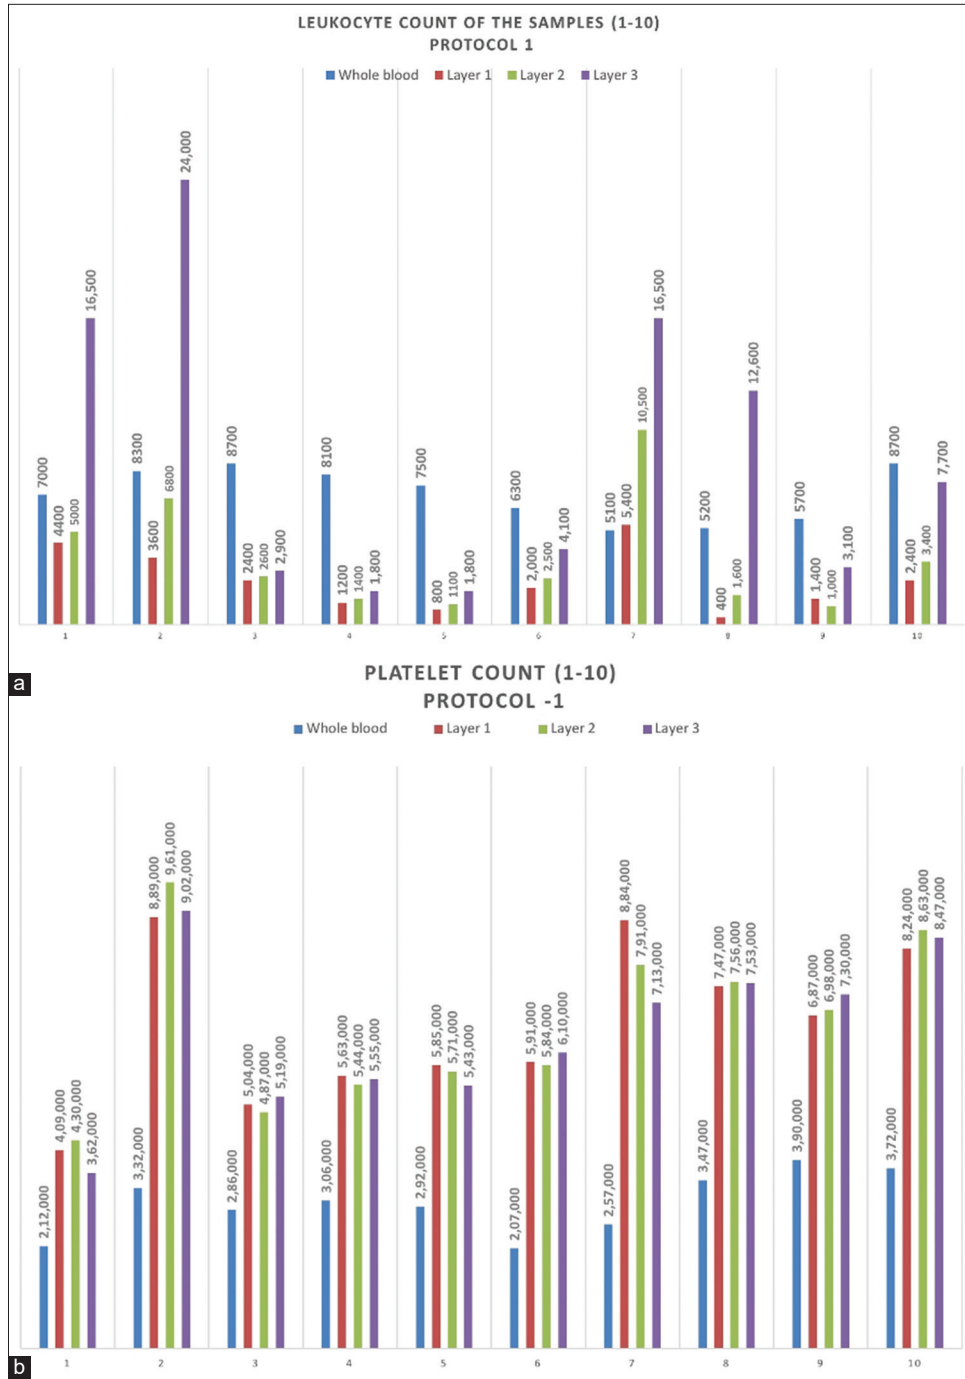 LEUKOCYTE COUNT OF THE SAMPLES (1-10)
PROTOCOL 1
Whole blood Layer 1 Layer 2 Layer 3
7000 4400 5000 16,500
8300 3600 6800 24,000
8700 2400 2600 2,900
8100 1200 1400 1,800
7500 800 1100 1,800
6300 2,000 2,500 4,100
5100 5,400 10,500 16,500
5200 400 1,600 12,600
5700 1,400 1,000 3,100
8700 2,400 3,400 7,700
1 2 3 4 5 6 7 8 9 10
a
PLATELET COUNT (1-10)
PROTOCOL -1
Whole blood Layer 1 Layer 2 Layer 3
2,12,000 4,09,000 4,30,000 3,62,000
3,32,000 8,89,000 9,61,000 9,02,000
2,86,000 5,04,000 4,87,000 5,19,000
3,06,000 5,63,000 5,44,000 5,55,000
2,92,000 5,85,000 5,71,000 5,43,000
2,07,000 5,91,000 5,84,000 6,10,000
2,57,000 8,84,000 7,91,000 7,13,000
3,47,000 7,47,000 7,56,000 7,53,000
3,90,000 6,87,000 6,98,000 7,30,000
3,72,000 8,24,000 8,63,000 8,47,000
1 2 3 4 5 6 7 8 9 10
b